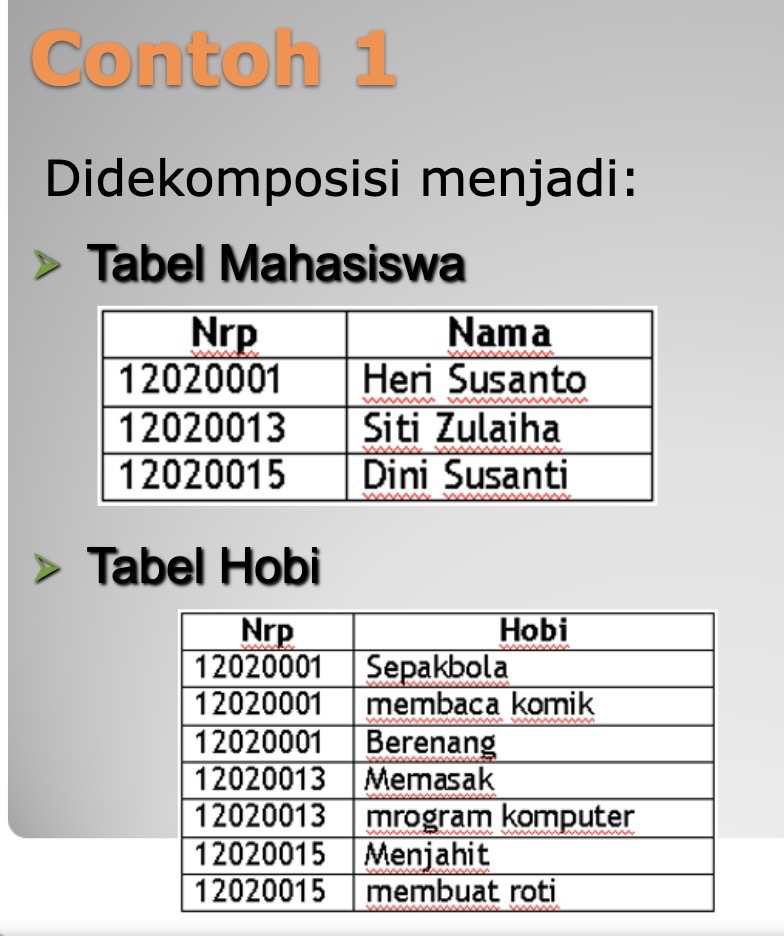 Contoh 1
Didekomposisi menjadi:
Tabel Mahasiswa
Nrp Nama
12020001 Heri Susanto
12020013 Siti Zulaiha
12020015 Dini Susanti
Tabel Hobi
Nrp Hobi
12020001 Sepakbola
12020001 membaca komik
12020001 Berenang
12020013 Memasak
12020013 mrogram komputer
12020015 Menjahit
12020015 membuat roti